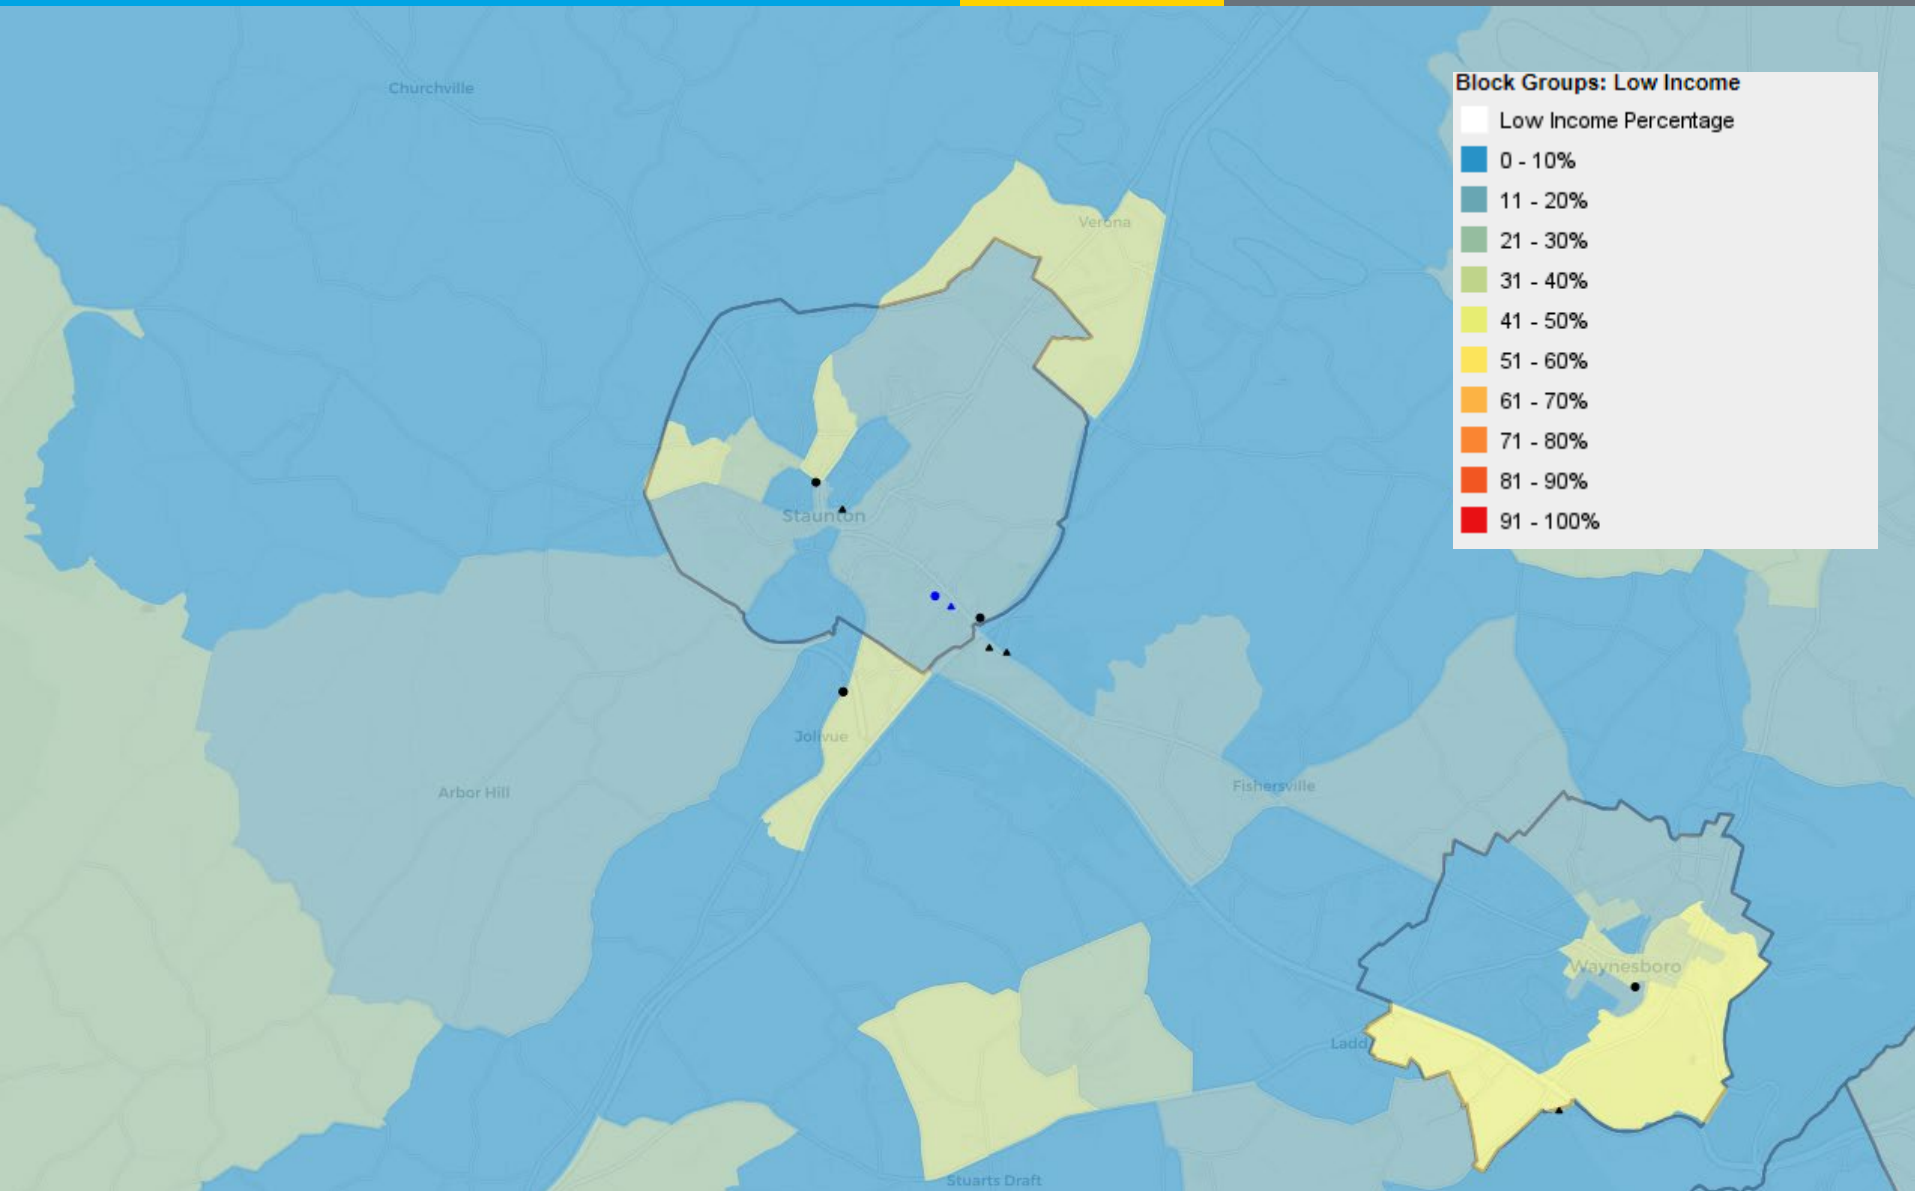 Churchville
Block Groups: Low Income
Low Income Percentage
0 - 10%
11 - 20%
21 - 30%
31 - 40%
41 - 50%
51 - 60%
61 - 70%
71 - 80%
81 - 90%
91 - 100%
Verona
Staunton
Jolivue
Arbor Hill
Fishersville
Waynesboro
Ladd
Stuarts Draft